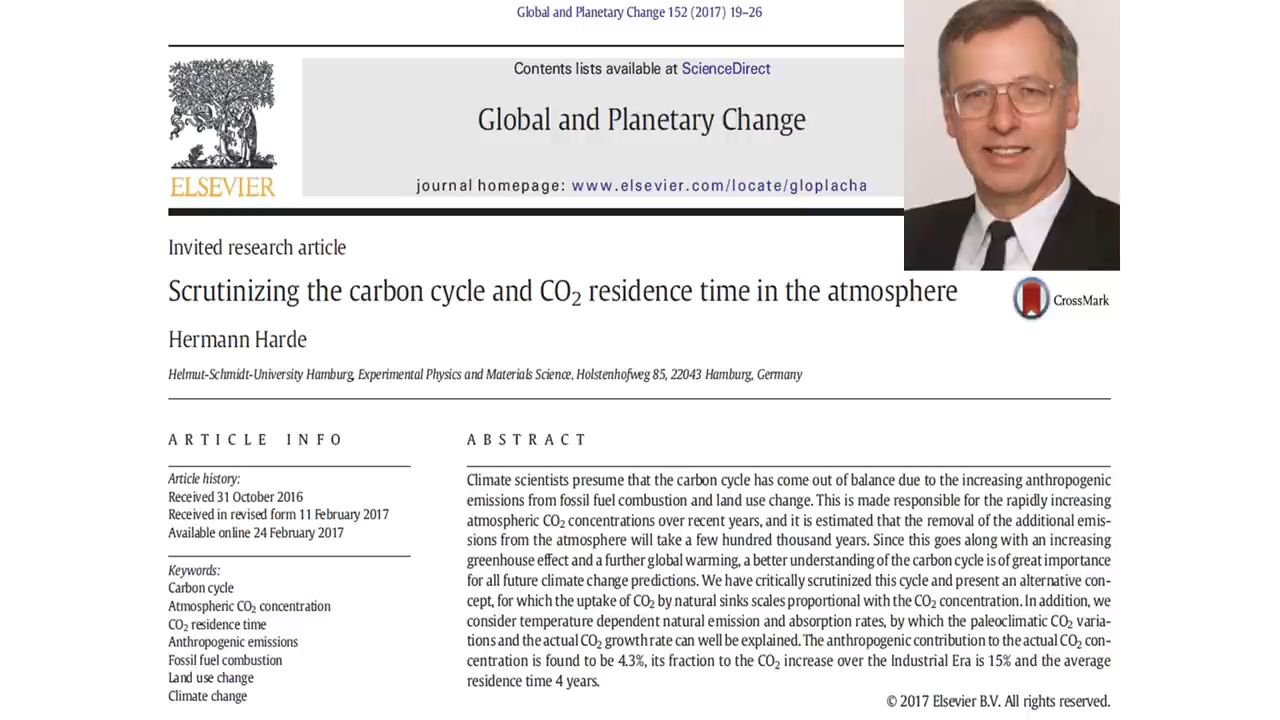 Global and Planetary Change 152 (2017) 19–26
Contents lists available at ScienceDirect
Global and Planetary Change
journal homepage: www.elsevier.com/locate/gloplacha
ELSEVIER
Invited research article
Scrutinizing the carbon cycle and CO₂ residence time in the atmosphere
CrossMark
Hermann Harde
Helmut-Schmidt-University Hamburg, Experimental Physics and Materials Science, Holstenhofweg 85, 22043 Hamburg, Germany
ARTICLE INFO
Article history:
Received 31 October 2016
Received in revised form 11 February 2017
Available online 24 February 2017
Keywords:
Carbon cycle
Atmospheric CO₂ concentration
CO₂ residence time
Anthropogenic emissions
Fossil fuel combustion
Land use change
Climate change
ABSTRACT
Climate scientists presume that the carbon cycle has come out of balance due to the increasing anthropogenic
emissions from fossil fuel combustion and land use change. This is made responsible for the rapidly increasing
atmospheric CO₂ concentrations over recent years, and it is estimated that the removal of the additional emis-
sions from the atmosphere will take a few hundred thousand years. Since this goes along with an increasing
greenhouse effect and a further global warming, a better understanding of the carbon cycle is of great importance
for all future climate change predictions. We have critically scrutinized this cycle and present an alternative con-
cept, for which the uptake of CO₂ by natural sinks scales proportional with the CO₂ concentration. In addition, we
consider temperature dependent natural emission and absorption rates, by which the paleoclimatic CO₂ varia-
tions and the actual CO₂ growth rate can well be explained. The anthropogenic contribution to the actual CO₂ con-
centration is found to be 4.3%, its fraction to the CO₂ increase over the Industrial Era is 15% and the average
residence time 4 years.
© 2017 Elsevier B.V. All rights reserved.